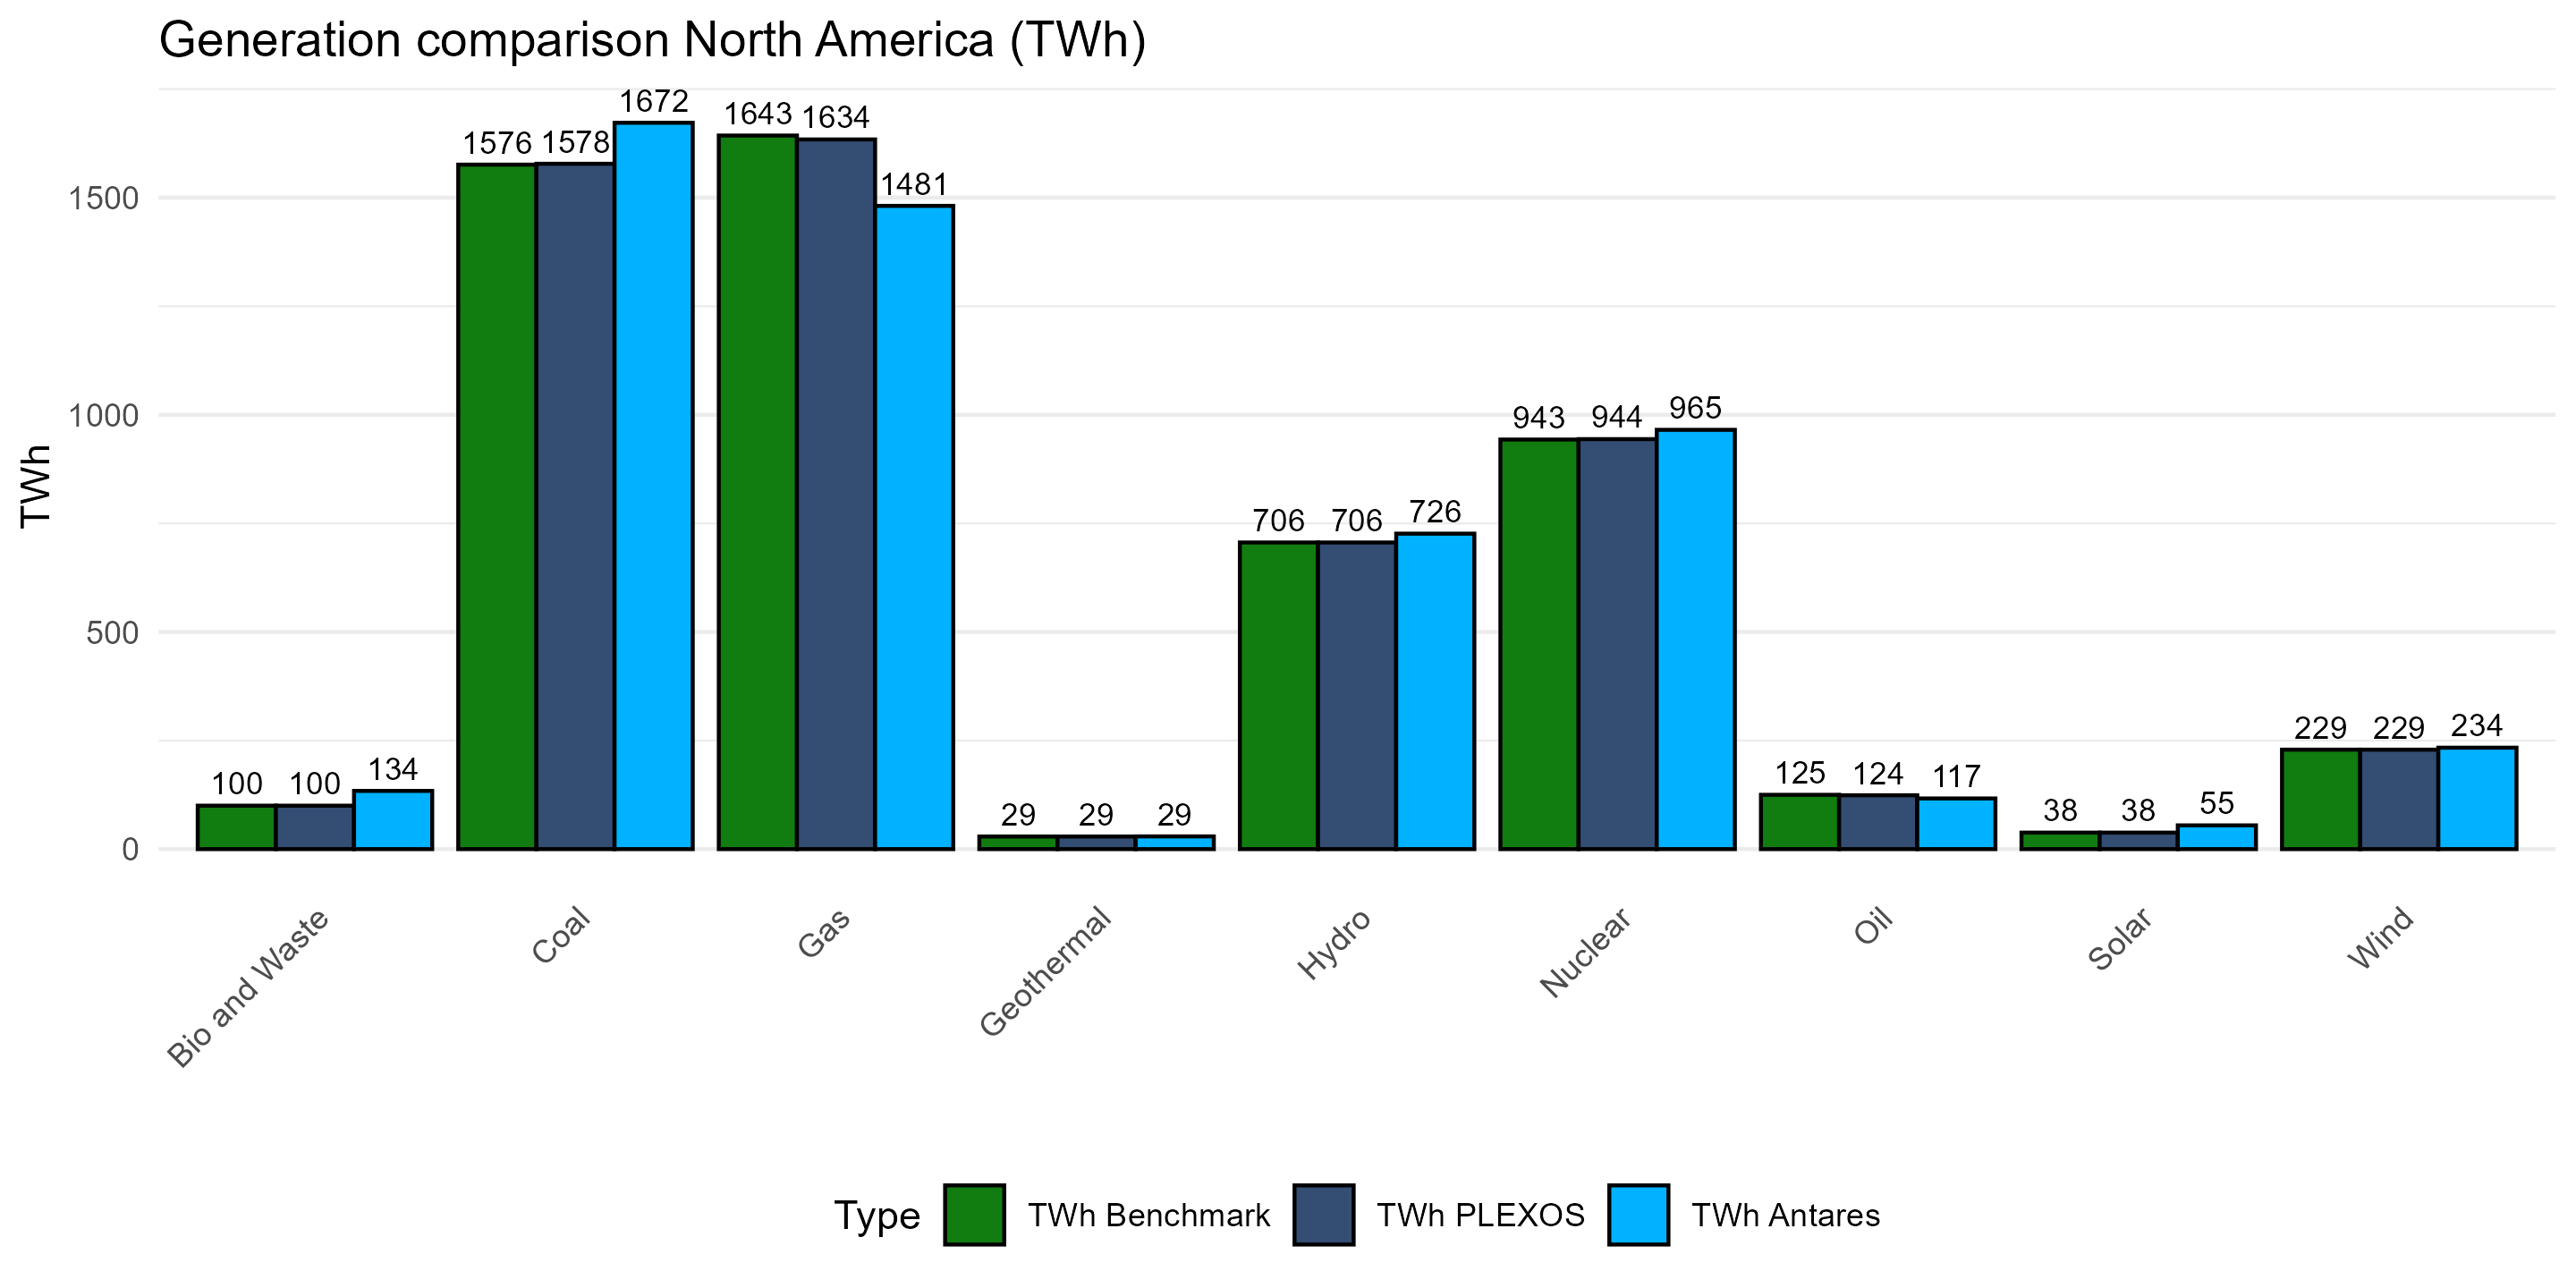 Generation comparison North America (TWh)
TWh
1500
1000
500
0
100 100 134
1576 1578 1672
1643 1634 1481
29 29 29
706 706 726
943 944 965
125 124 117
38 38 55
229 229 234
Bio and Waste
Coal
Gas
Geothermal
Hydro
Nuclear
Oil
Solar
Wind
Type TWh Benchmark TWh PLEXOS TWh Antares